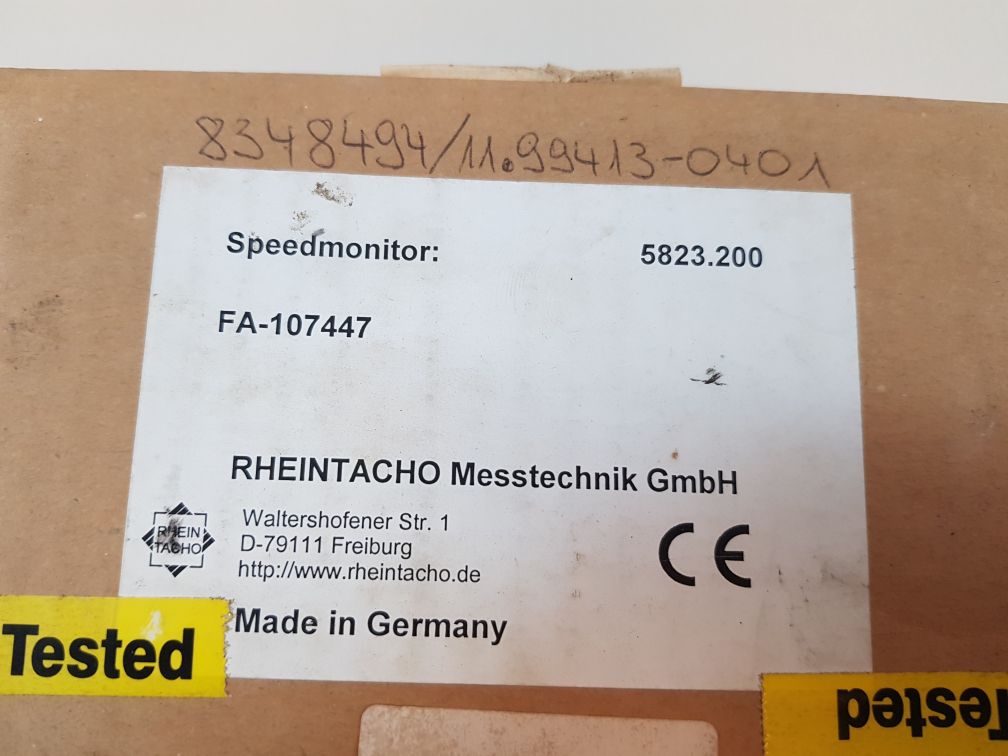 8348494/11.99413-0401
Speedmonitor: 5823.200
FA-107447
RHEINTACHO Messtechnik GmbH
RHEIN
TACHO
Waltershofener Str. 1
D-79111 Freiburg
http://www.rheintacho.de
CE
Made in Germany
Tested
Tested